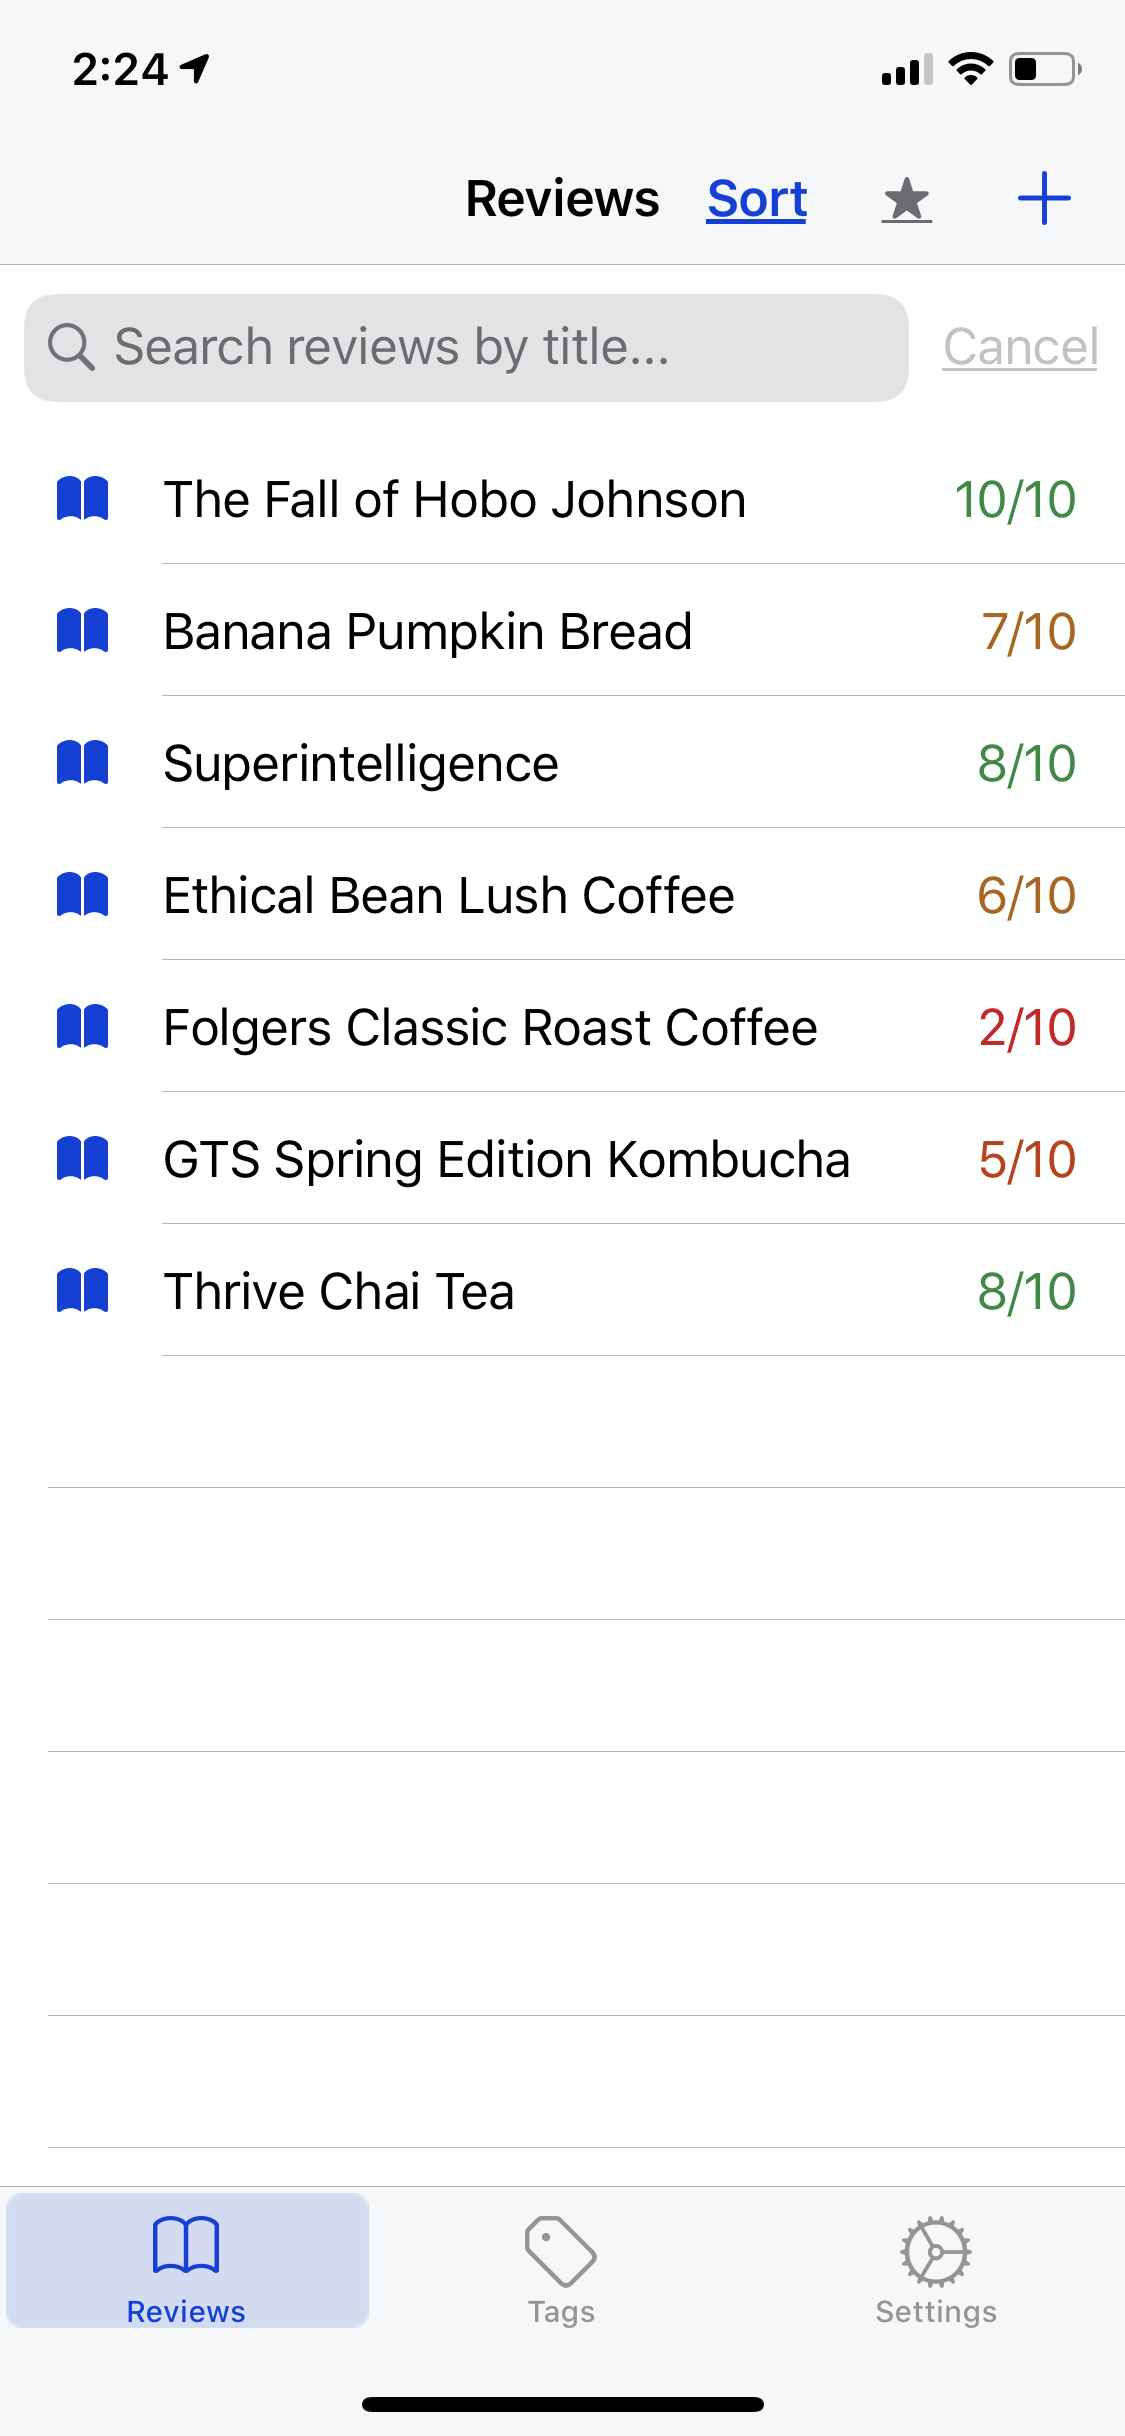 2:24
Reviews Sort
Search reviews by title... Cancel
The Fall of Hobo Johnson 10/10
Banana Pumpkin Bread 7/10
Superintelligence 8/10
Ethical Bean Lush Coffee 6/10
Folgers Classic Roast Coffee 2/10
GTS Spring Edition Kombucha 5/10
Thrive Chai Tea 8/10
Reviews Tags Settings